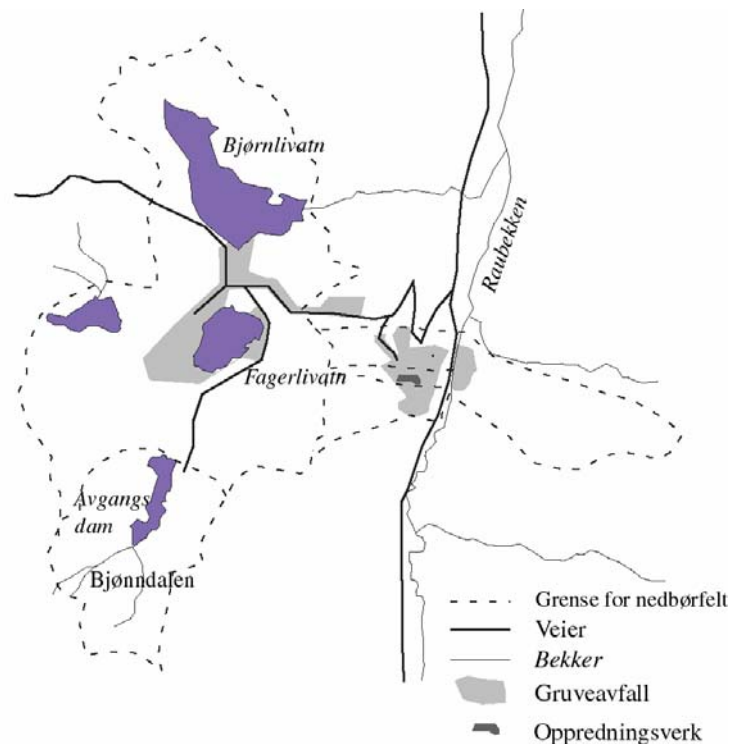 Bjørnlivatn
Raubekken
Fagerlivatn
Avgangs
dam
Bjønndalen
Grense for nedbørfelt
Veier
Bekker
Gruveavfall
Oppredningsverk